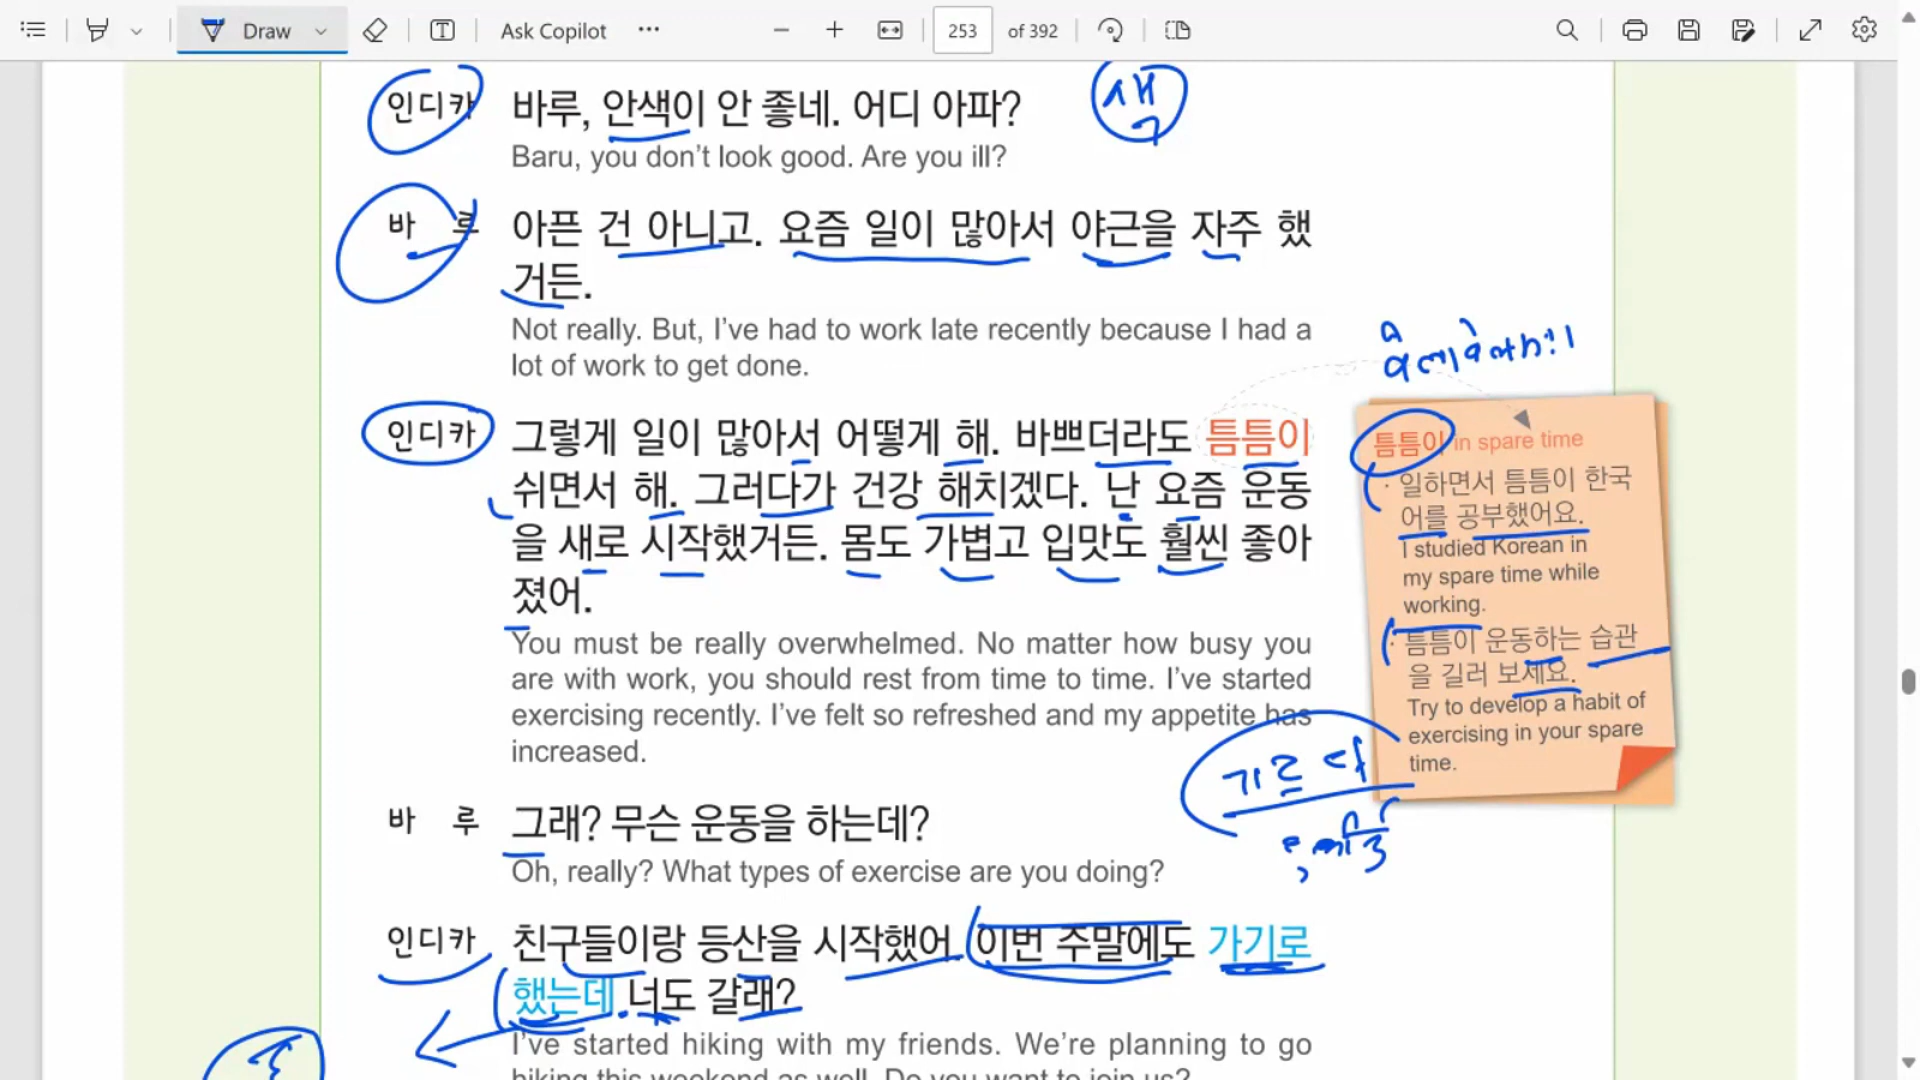 Draw
Ask Copilot
253 of 392
인디카 바루, 안색이 안 좋네. 어디 아파?
새
ㄱ
Baru, you don’t look good. Are you ill?
바 루 아픈 건 아니고. 요즘 일이 많아서 야근을 자주 했
거든.
Not really. But, I’ve had to work late recently because I had a
lot of work to get done.
인디카 그렇게 일이 많아서 어떻게 해. 바쁘더라도 틈틈이
쉬면서 해. 그러다가 건강 해치겠다. 난 요즘 운동
을 새로 시작했거든. 몸도 가볍고 입맛도 훨씬 좋아
졌어.
You must be really overwhelmed. No matter how busy you
are with work, you should rest from time to time. I’ve started
exercising recently. I’ve felt so refreshed and my appetite has
increased.
틈틈이 in spare time
· 일하면서 틈틈이 한국
어를 공부했어요.
I studied Korean in
my spare time while
working.
· 틈틈이 운동하는 습관
을 길러 보세요.
Try to develop a habit of
exercising in your spare
time.
기르다
바 루 그래? 무슨 운동을 하는데?
Oh, really? What types of exercise are you doing?
인디카 친구들이랑 등산을 시작했어. 이번 주말에도 가기로
했는데 너도 갈래?
I’ve started hiking with my friends. We’re planning to go
hiking this weekend as well. Do you want to join us?